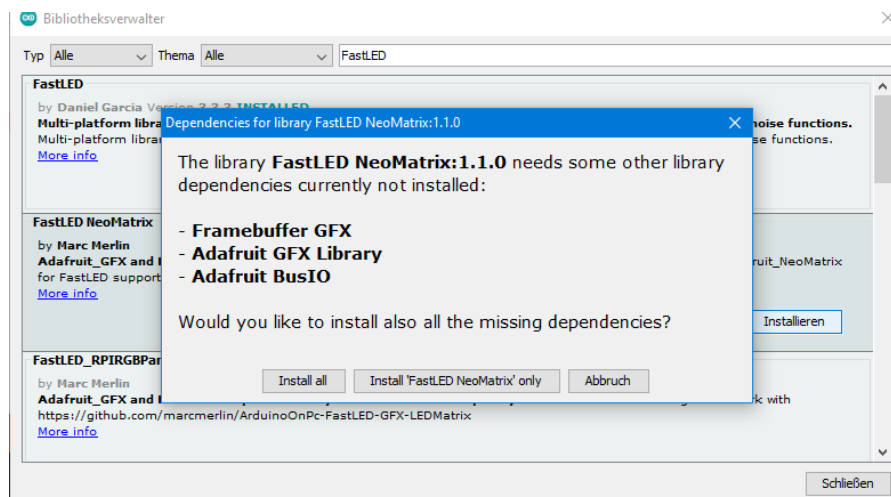 Bibliotheksverwalter
Typ Alle Thema Alle FastLED
FastLED
by Daniel Garcia Version 3.3.3 INSTALLED
Multi-platform libra noise functions.
Multi-platform librar se functions.
More info
Dependencies for library FastLED NeoMatrix:1.1.0
The library FastLED NeoMatrix:1.1.0 needs some other library
dependencies currently not installed:
- Framebuffer GFX
- Adafruit GFX Library
- Adafruit BusIO
Would you like to install also all the missing dependencies?
Install all Install 'FastLED NeoMatrix' only Abbruch
FastLED NeoMatrix
by Marc Merlin
Adafruit_GFX and ruit_NeoMatrix
for FastLED support
More info
Installieren
FastLED_RPIRGBPan
by Marc Merlin
Adafruit_GFX and k with
https://github.com/marcmerlin/ArduinoOnPc-FastLED-GFX-LEDMatrix
More info
Schließen